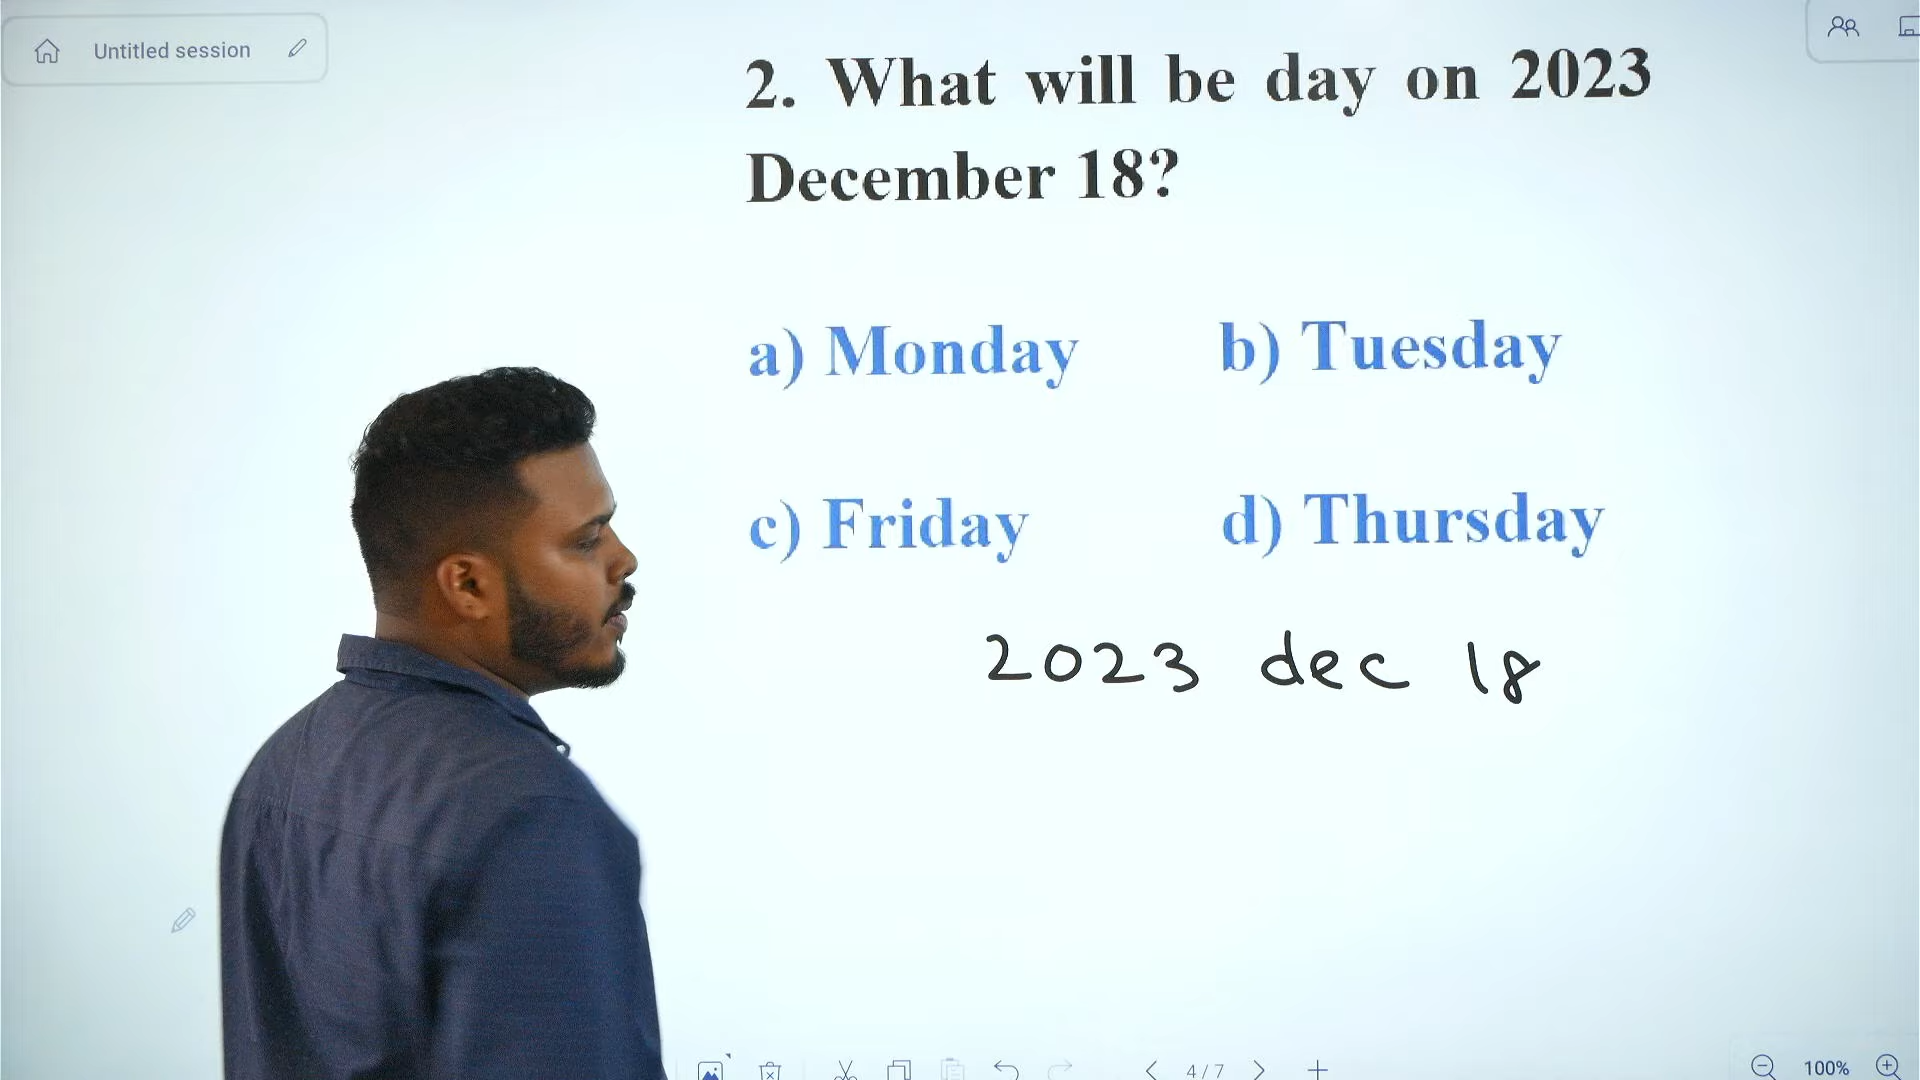 Untitled session
2. What will be day on 2023
December 18?
a) Monday b) Tuesday
c) Friday d) Thursday
2023 dec 18
4/7
100%